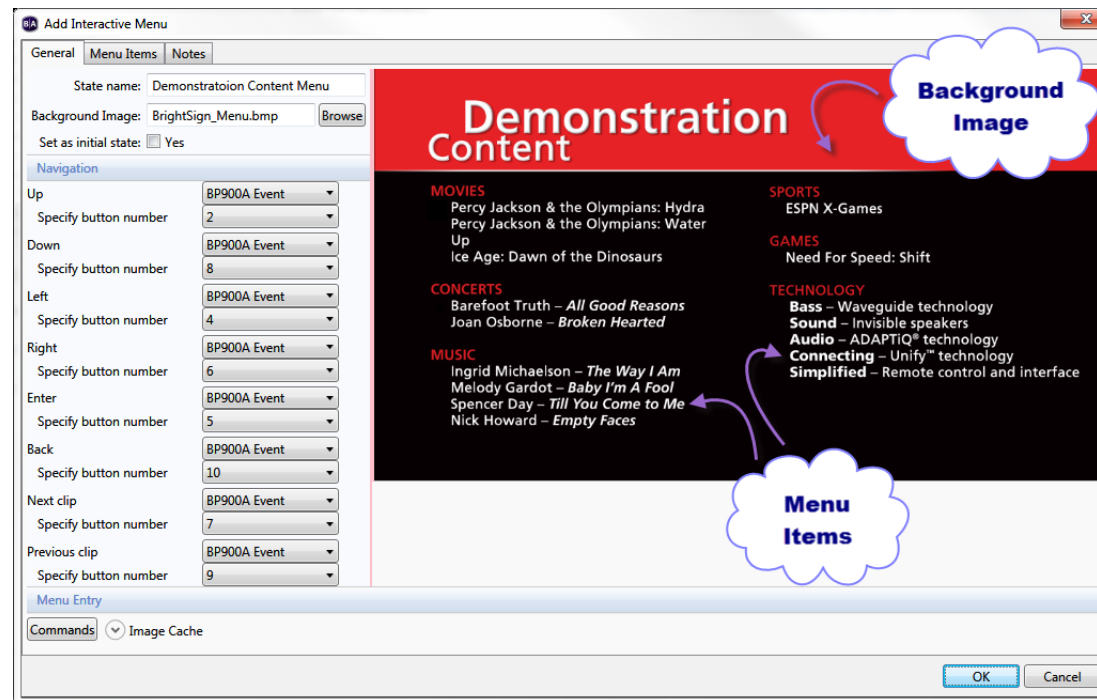 BA Add Interactive Menu
General Menu Items Notes
State name: Demonstratoion Content Menu
Background Image: BrightSign_Menu.bmp Browse
Set as initial state: Yes
Navigation
Up BP900A Event
Specify button number 2
Down BP900A Event
Specify button number 8
Left BP900A Event
Specify button number 4
Right BP900A Event
Specify button number 6
Enter BP900A Event
Specify button number 5
Back BP900A Event
Specify button number 10
Next clip BP900A Event
Specify button number 7
Previous clip BP900A Event
Specify button number 9
Demonstration
Content
Background
Image
MOVIES
Percy Jackson & the Olympians: Hydra
Percy Jackson & the Olympians: Water
Up
Ice Age: Dawn of the Dinosaurs
CONCERTS
Barefoot Truth – All Good Reasons
Joan Osborne – Broken Hearted
MUSIC
Ingrid Michaelson – The Way I Am
Melody Gardot – Baby I'm A Fool
Spencer Day – Till You Come to Me
Nick Howard – Empty Faces
SPORTS
ESPN X-Games
GAMES
Need For Speed: Shift
TECHNOLOGY
Bass – Waveguide technology
Sound – Invisible speakers
Audio – ADAPTiQ® technology
Connecting – Unify™ technology
Simplified – Remote control and interface
Menu
Items
Menu Entry
Commands Image Cache
OK Cancel